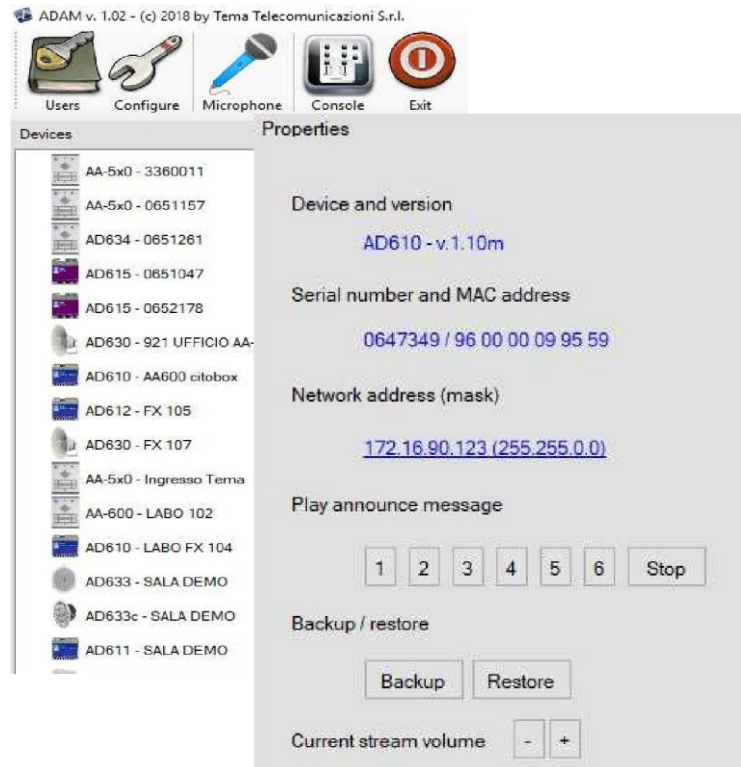 ADAM v. 1.02 - (c) 2018 by Tema Telecomunicazioni S.r.l.
Users Configure Microphone Console Exit
Devices
AA-5x0 - 3360011
AA-5x0 - 0651157
AD634 - 0651261
AD615 - 0651047
AD615 - 0652178
AD630 - 921 UFFICIO AA-
AD610 - AA600 citobox
AD612 - FX 105
AD630 - FX 107
AA-5x0 - Ingresso Tema
AA-600 - LABO 102
AD610 - LABO FX 104
AD633 - SALA DEMO
AD633c - SALA DEMO
AD611 - SALA DEMO
Properties
Device and version
AD610 - v.1.10m
Serial number and MAC address
0647349 / 96 00 00 09 95 59
Network address (mask)
172.16.90.123 (255.255.0.0)
Play announce message
1 2 3 4 5 6 Stop
Backup / restore
Backup Restore
Current stream volume - +